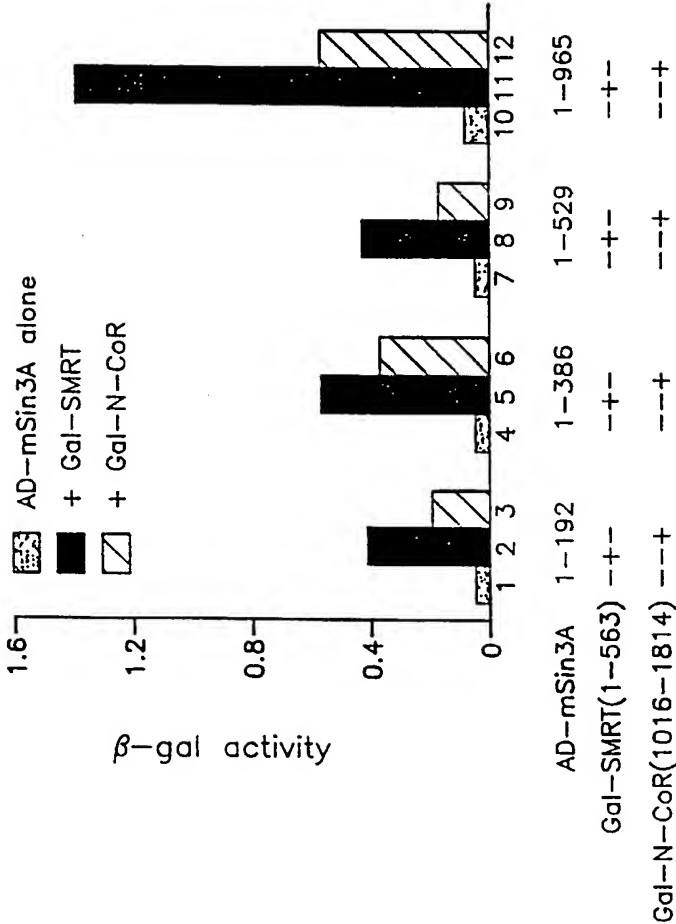 AD-mSin3A alone
+ Gal-SMRT
+ Gal-N-CoR
β-gal activity
1.6
1.2
0.8
0.4
0
1 2 3 4 5 6 7 8 9 10 11 12
AD-mSin3A 1-192 1-386 1-529 1-965
Gal-SMRT(1-563) -+- -+- -+- -+-
Gal-N-CoR(1016-1814) --+ --+ --+ --+